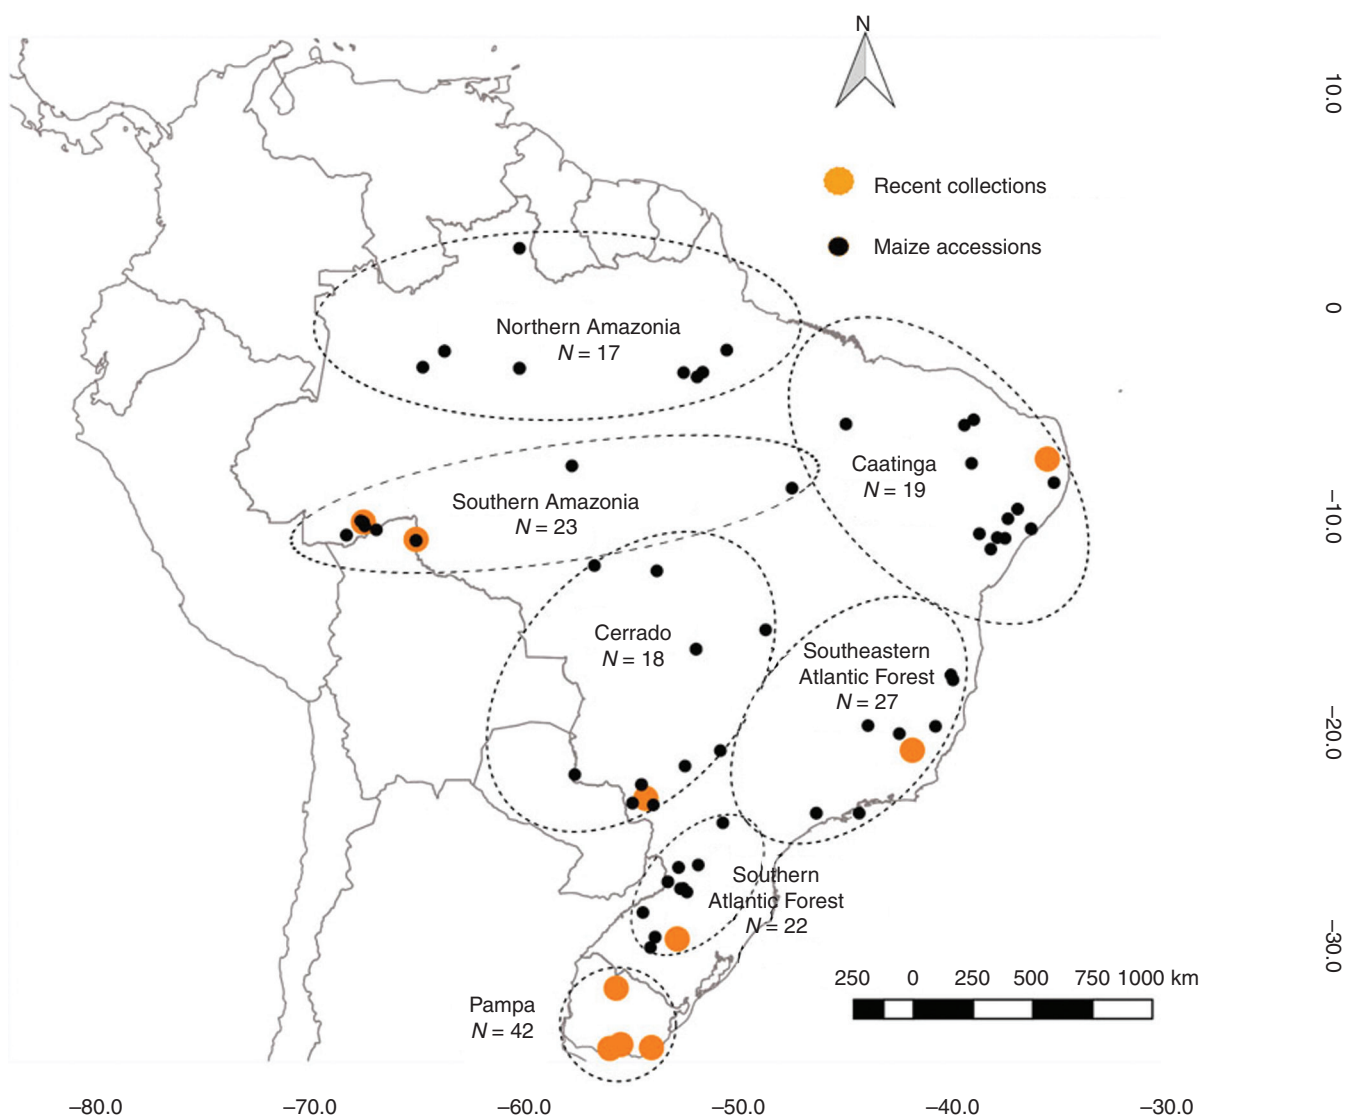 N
10.0
Recent collections
Maize accessions
0
Northern Amazonia
N = 17
Caatinga
N = 19
Southern Amazonia
N = 23
–10.0
Cerrado
N = 18
Southeastern
Atlantic Forest
N = 27
–20.0
Southern
Atlantic Forest
N = 22
–30.0
250 0 250 500 750 1000 km
Pampa
N = 42
–80.0 –70.0 –60.0 –50.0 –40.0 –30.0